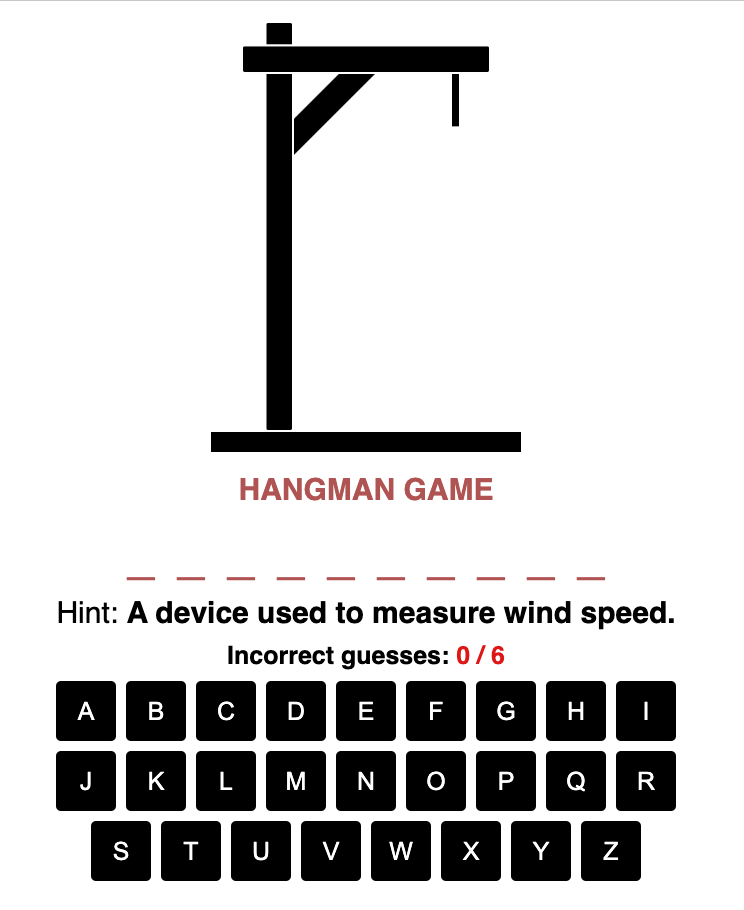 HANGMAN GAME
_ _ _ _ _ _ _ _ _ _
Hint: A device used to measure wind speed.
Incorrect guesses: 0 / 6
A B C D E F G H I
J K L M N O P Q R
S T U V W X Y Z